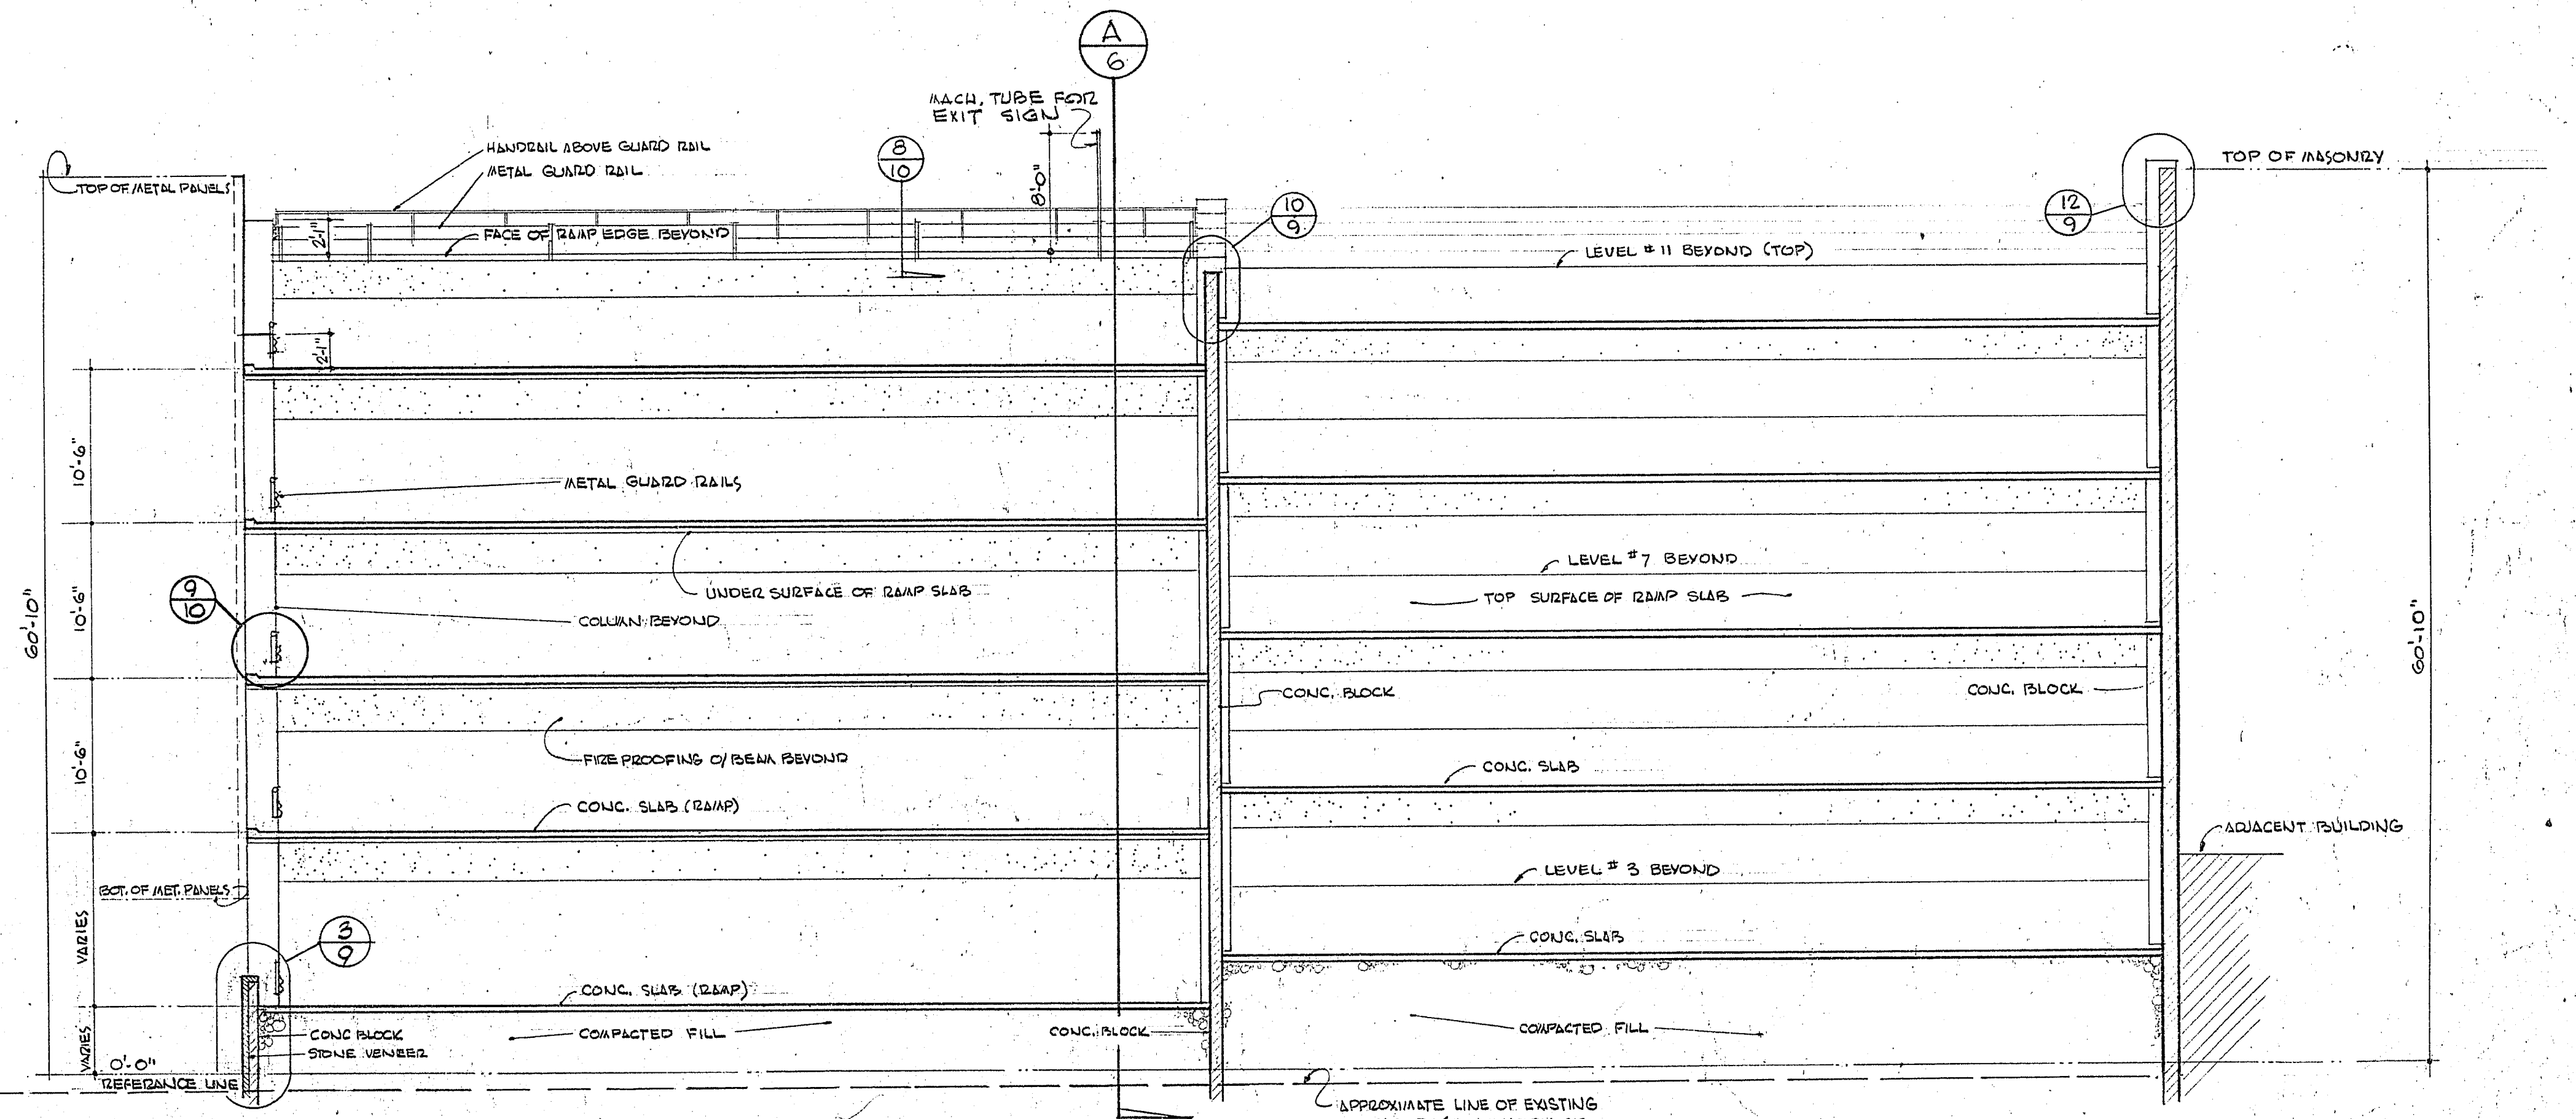 A
6
MACH. TUBE FOR
EXIT SIGN
HANDRAIL ABOVE GUARD RAIL
METAL GUARD RAIL
8
10
8'-0"
TOP OF METAL PANELS
2'-1"
FACE OF RAMP EDGE BEYOND
10
9
12
9
TOP OF MASONRY
LEVEL #11 BEYOND (TOP)
2'-1"
10'-6"
METAL GUARD RAILS
UNDER SURFACE OF RAMP SLAB
LEVEL #7 BEYOND
TOP SURFACE OF RAMP SLAB
9
10
10'-6"
60'-10"
COLUMN BEYOND
60'-10"
CONC. BLOCK
CONC. BLOCK
10'-6"
FIREPROOFING O/BEAM BEYOND
CONC. SLAB
CONC. SLAB (RAMP)
ADJACENT BUILDING
BOT. OF MET. PANELS
LEVEL #3 BEYOND
VARIES
3
9
CONC. SLAB
CONC. SLAB (RAMP)
CONC BLOCK
COMPACTED FILL
CONC. BLOCK
COMPACTED FILL
STONE VENEER
VARIES
0'-0"
REFERANCE LINE
APPROXIMATE LINE OF EXISTING